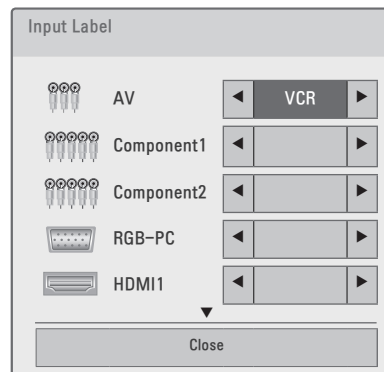 Input Label
AV
VCR
Component1
Component2
RGB-PC
HDMI1
Close